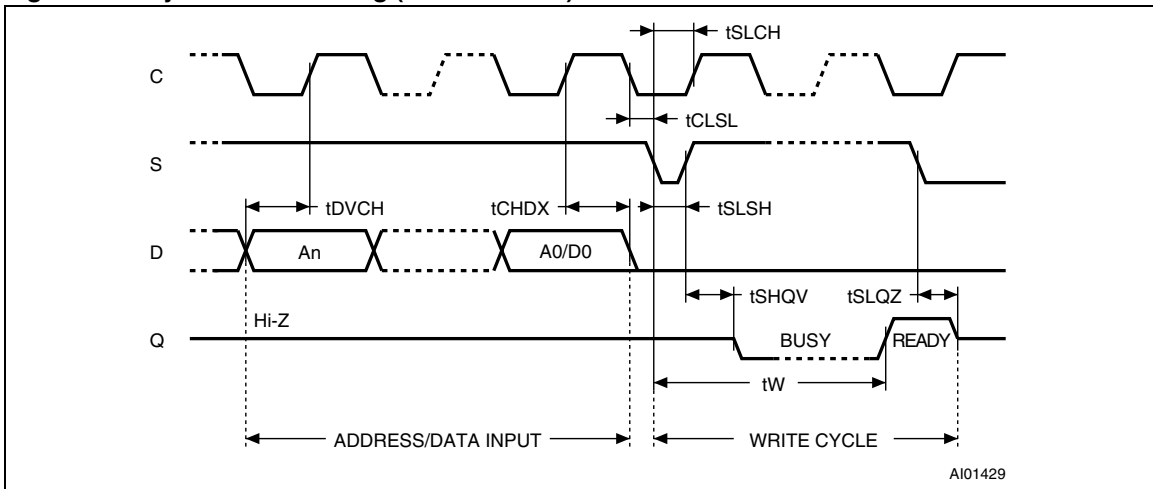 tSLCH
C
tCLSL
S
tDVCH
tCHDX
tSLSH
D
An
A0/D0
tSHQV
tSLQZ
Hi-Z
Q
BUSY
READY
tW
ADDRESS/DATA INPUT
WRITE CYCLE
AI01429